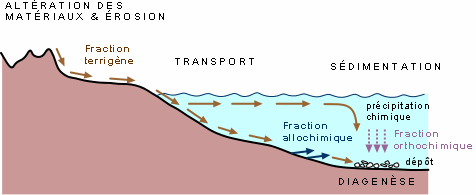 ALTÉRATION DES
MATÉRIAUX & ÉROSION
Fraction
terrigène
TRANSPORT
SÉDIMENTATION
précipitation
chimique
Fraction
allochimique
Fraction
orthochimique
dépôt
DIAGENÈSE